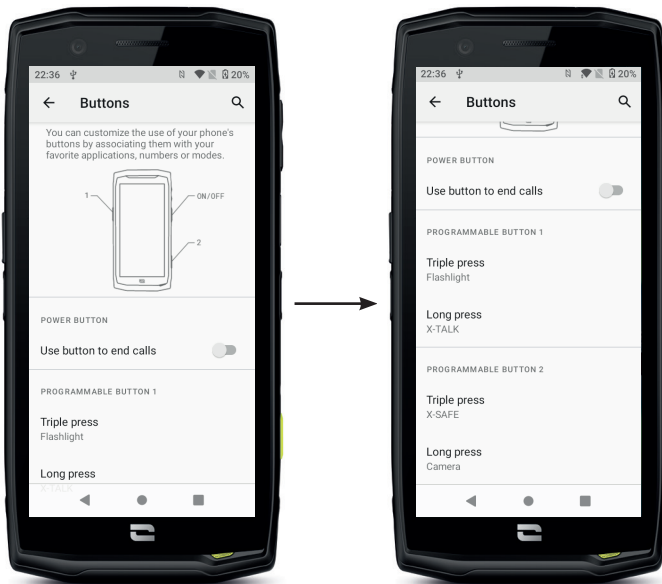 22:36 20%
Buttons
You can customize the use of your phone's
buttons by associating them with your
favorite applications, numbers or modes.
1 ON/OFF
2
POWER BUTTON
Use button to end calls
PROGRAMMABLE BUTTON 1
Triple press
Flashlight
Long press
X-TALK
22:36 20%
Buttons
POWER BUTTON
Use button to end calls
PROGRAMMABLE BUTTON 1
Triple press
Flashlight
Long press
X-TALK
PROGRAMMABLE BUTTON 2
Triple press
X-SAFE
Long press
Camera